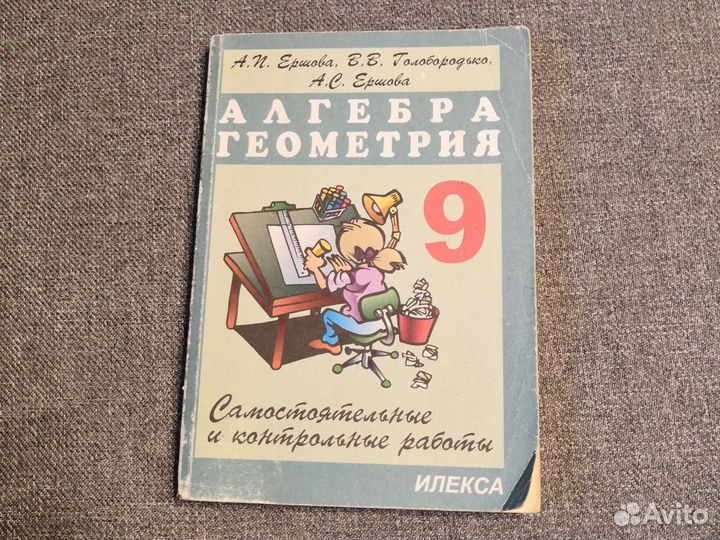 А.П. Ершова, В.В. Голобородько,
А.С. Ершова
АЛГЕБРА
ГЕОМЕТРИЯ
9
Самостоятельные
и контрольные работы
ИЛЕКСА
Avito